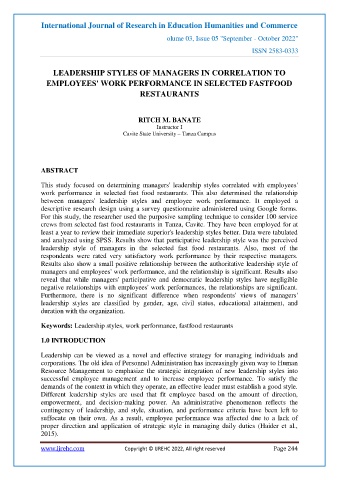 International Journal of Research in Education Humanities and Commerce
olume 03, Issue 05 "September - October 2022"
ISSN 2583-0333
LEADERSHIP STYLES OF MANAGERS IN CORRELATION TO
EMPLOYEES' WORK PERFORMANCE IN SELECTED FASTFOOD
RESTAURANTS
RITCH M. BANATE
Instructor I
Cavite State University – Tanza Campus
ABSTRACT
This study focused on determining managers' leadership styles correlated with employees'
work performance in selected fast food restaurants. This also determined the relationship
between managers' leadership styles and employee work performance. It employed a
descriptive research design using a survey questionnaire administered using Google forms.
For this study, the researcher used the purposive sampling technique to consider 100 service
crews from selected fast food restaurants in Tanza, Cavite. They have been employed for at
least a year to review their immediate superior's leadership styles better. Data were tabulated
and analyzed using SPSS. Results show that participative leadership style was the perceived
leadership style of managers in the selected fast food restaurants. Also, most of the
respondents were rated very satisfactory work performance by their respective managers.
Results also show a small positive relationship between the authoritative leadership style of
managers and employees' work performance, and the relationship is significant. Results also
reveal that while managers' participative and democratic leadership styles have negligible
negative relationships with employees' work performances, the relationships are significant.
Furthermore, there is no significant difference when respondents' views of managers'
leadership styles are classified by gender, age, civil status, educational attainment, and
duration with the organization.
Keywords: Leadership styles, work performance, fastfood restaurants
1.0 INTRODUCTION
Leadership can be viewed as a novel and effective strategy for managing individuals and
corporations. The old idea of Personnel Administration has increasingly given way to Human
Resource Management to emphasize the strategic integration of new leadership styles into
successful employee management and to increase employee performance. To satisfy the
demands of the context in which they operate, an effective leader must establish a good style.
Different leadership styles are used that fit employee based on the amount of direction,
empowerment, and decision-making power. An administrative phenomenon reflects the
contingency of leadership, and style, situation, and performance criteria have been left to
suffocate on their own. As a result, employee performance was affected due to a lack of
proper direction and application of strategic style in managing daily duties (Haider et al.,
2015).
www.ijrehc.com Copyright © IJREHC 2022, All right reserved Page 244